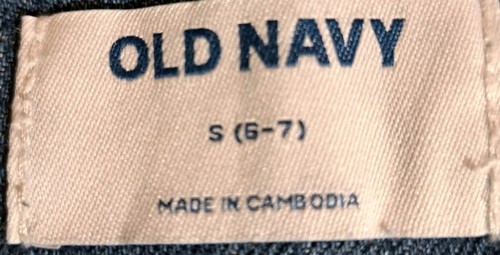 OLD NAVY
S (6-7)
MADE IN CAMBODIA